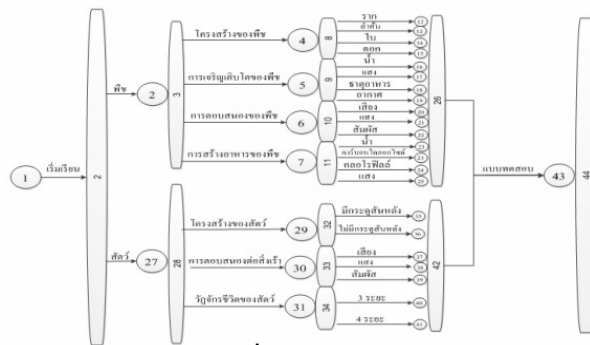 1
เริ่มเรียน
2
พืช
2
3
โครงสร้างของพืช
4
8
ราก
ลำต้น
ใบ
ดอก
การเจริญเติบโตของพืช
5
9
น้ำ
แสง
ธาตุอาหาร
อากาศ
การตอบสนองของพืช
6
10
เสียง
แสง
สัมผัส
การสร้างอาหารของพืช
7
11
น้ำ
คาร์บอนไดออกไซด์
คลอโรฟิลล์
แสง
26
สัตว์
27
28
โครงสร้างของสัตว์
29
32
มีกระดูสันหลัง
35
ไม่มีกระดูสันหลัง
36
การตอบสนองต่อสิ่งเร้า
30
33
เสียง
37
แสง
38
สัมผัส
39
วัฎจักรชีวิตของสัตว์
31
34
3 ระยะ
40
4 ระยะ
41
42
แบบทดสอบ
43
44